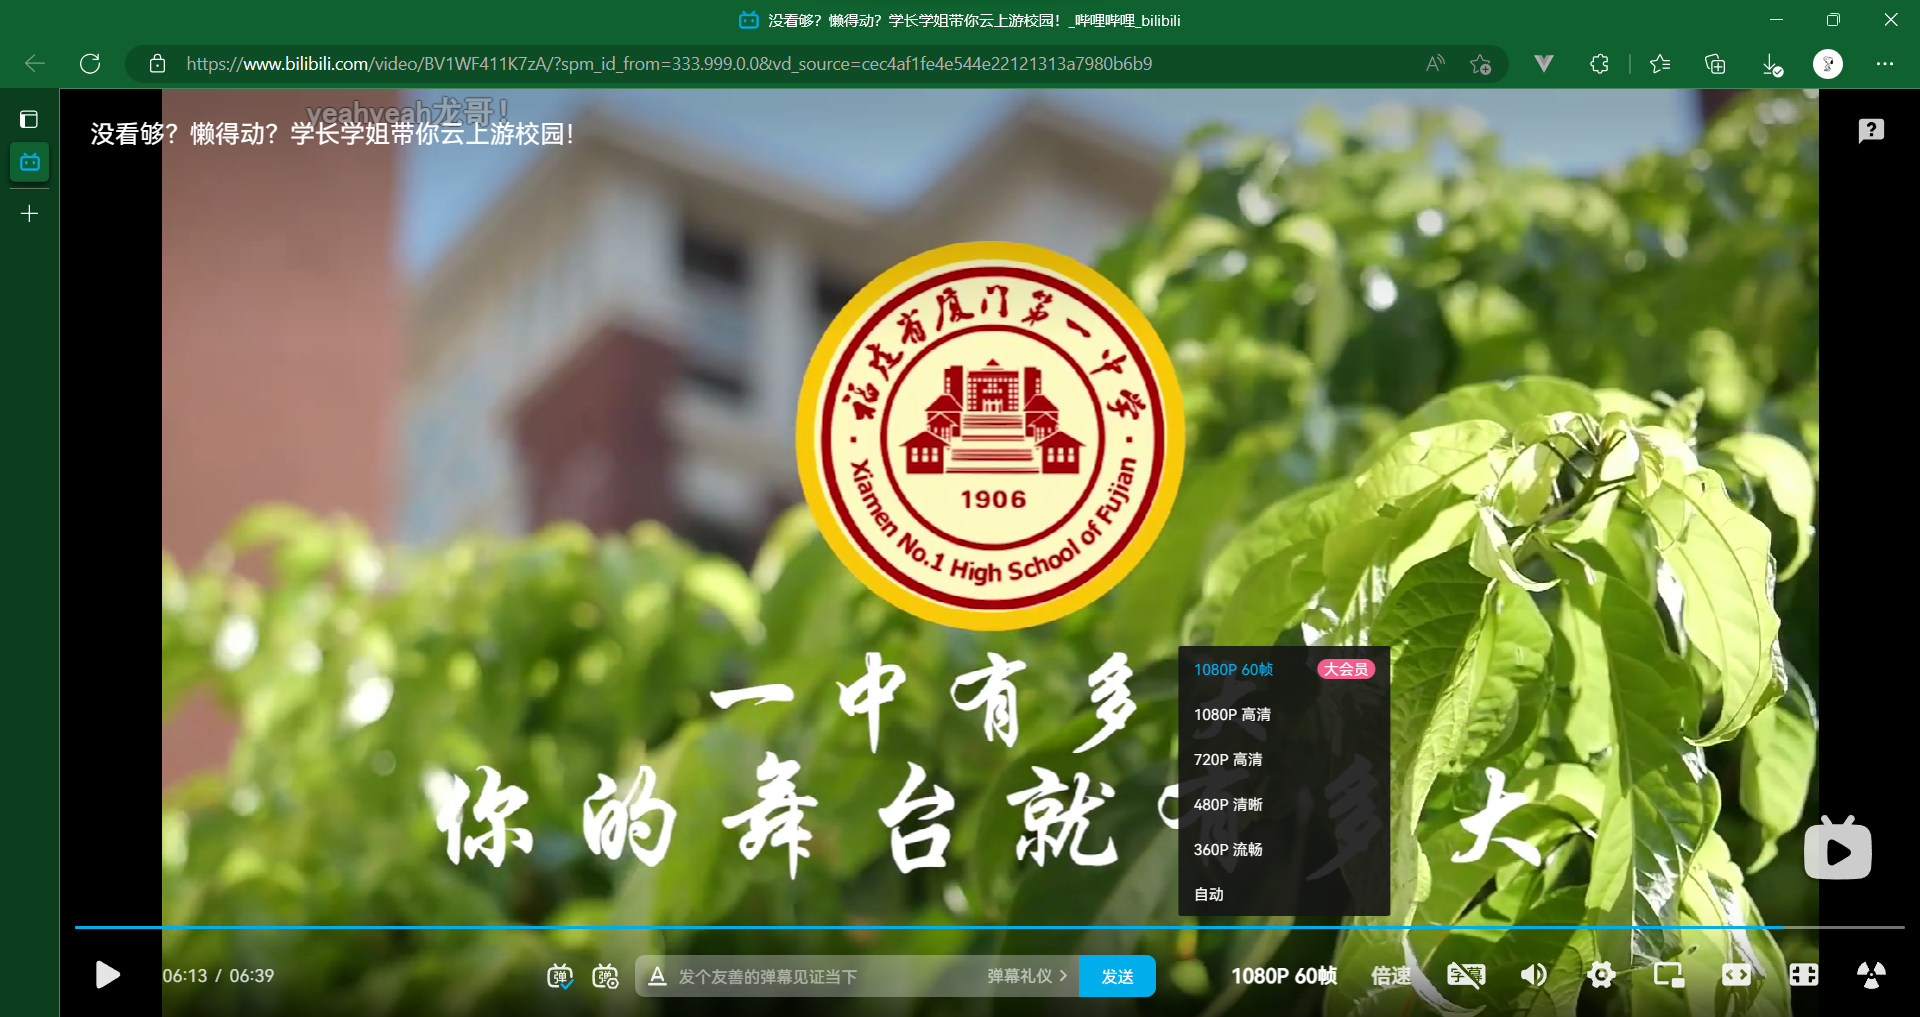 没看够？懒得动？学长学姐带你云上游校园！_哔哩哔哩_bilibili
https://www.bilibili.com/video/BV1WF411K7zA/?spm_id_from=333.999.0.0&vd_source=cec4af1fe4e544e22121313a7980b6b9
yeahyeah龙哥！
没看够？懒得动？学长学姐带你云上游校园！
福建省厦门第一中学
1906
Xiamen No.1 High School of Fujian
一中有多大
你的舞台就有多大
1080P 60帧 大会员
1080P 高清
720P 高清
480P 清晰
360P 流畅
自动
06:13 / 06:39
弹
弹
发个友善的弹幕见证当下
弹幕礼仪
发送
1080P 60帧
倍速
字幕